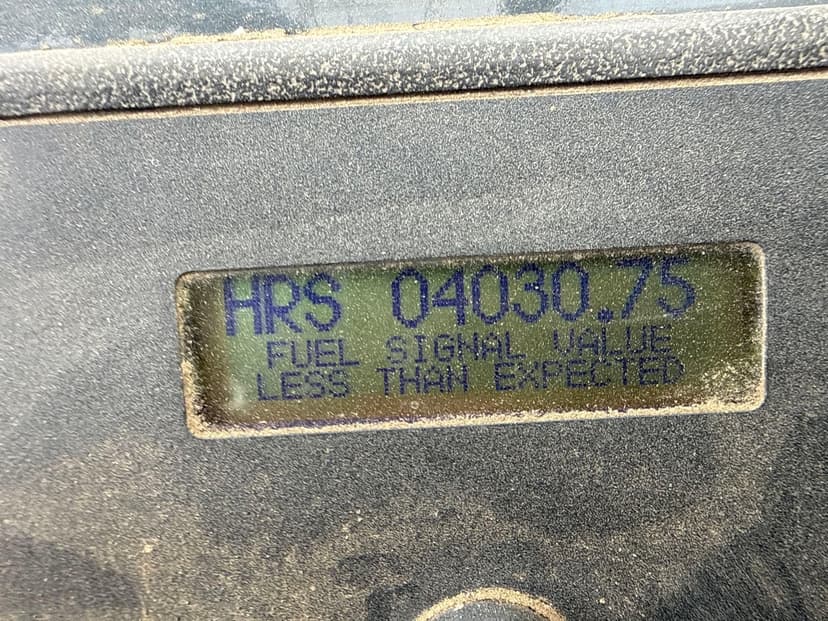 HRS 04030.75
FUEL SIGNAL VALUE
LESS THAN EXPECTED